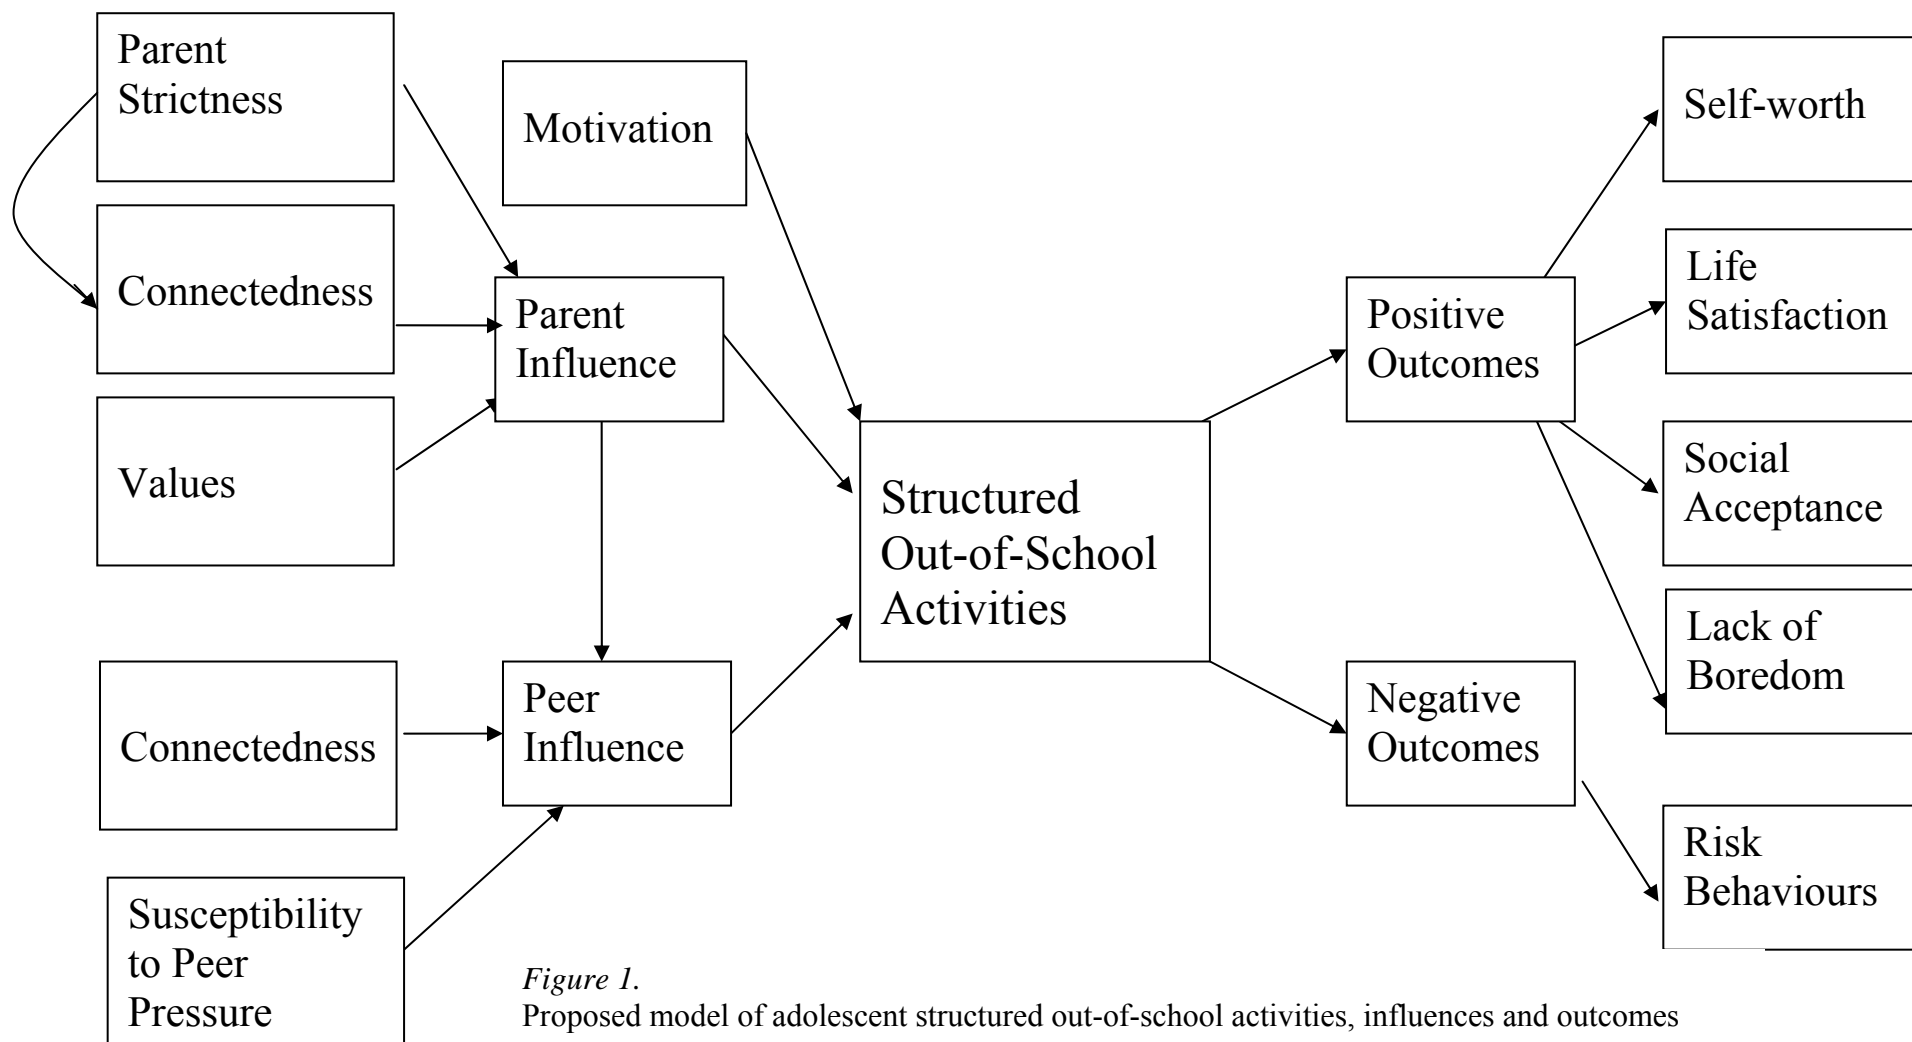 Parent
Strictness
Motivation
Self-worth
Connectedness
Parent
Influence
Life
Satisfaction
Positive
Outcomes
Values
Structured
Out-of-School
Activities
Social
Acceptance
Connectedness
Peer
Influence
Negative
Outcomes
Lack of
Boredom
Susceptibility
to Peer
Pressure
Risk
Behaviours
Figure 1.
Proposed model of adolescent structured out-of-school activities, influences and outcomes